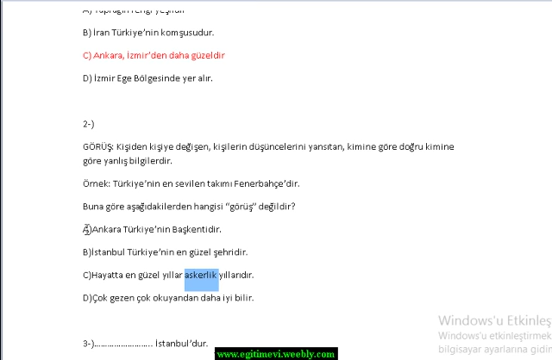 B) İran Türkiye'nin komşusudur.
C) Ankara, İzmir'den daha güzeldir
D) İzmir Ege Bölgesinde yer alır.
2-)
GÖRÜŞ: Kişiden kişiye değişen, kişilerin düşüncelerini yansıtan, kimine göre doğru kimine
göre yanlış bilgilerdir.
Örnek: Türkiye'nin en sevilen takımı Fenerbahçe'dir.
Buna göre aşağıdakilerden hangisi "görüş" değildir?
A)Ankara Türkiye'nin Başkentidir.
B)İstanbul Türkiye'nin en güzel şehridir.
C)Hayatta en güzel yıllar askerlik yıllarıdır.
D)Çok gezen çok okuyandan daha iyi bilir.
3-)........................ İstanbul'dur.
www.egitimevi.weebly.com
Windows'u Etkinleş
Windows'u etkinleştirmek
bilgisayar ayarlarına gidin